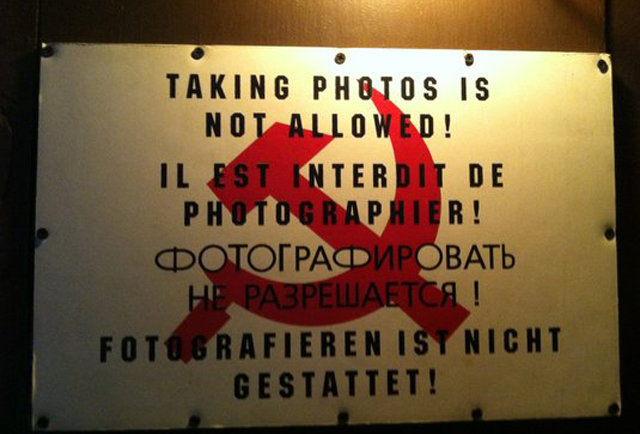 TAKING PHOTOS IS
NOT ALLOWED!
IL EST INTERDIT DE
PHOTOGRAPHIER!
ФОТОГРАФИРОВАТЬ
НЕ РАЗРЕШАЕТСЯ !
FOTOGRAFIEREN IST NICHT
GESTATTET!